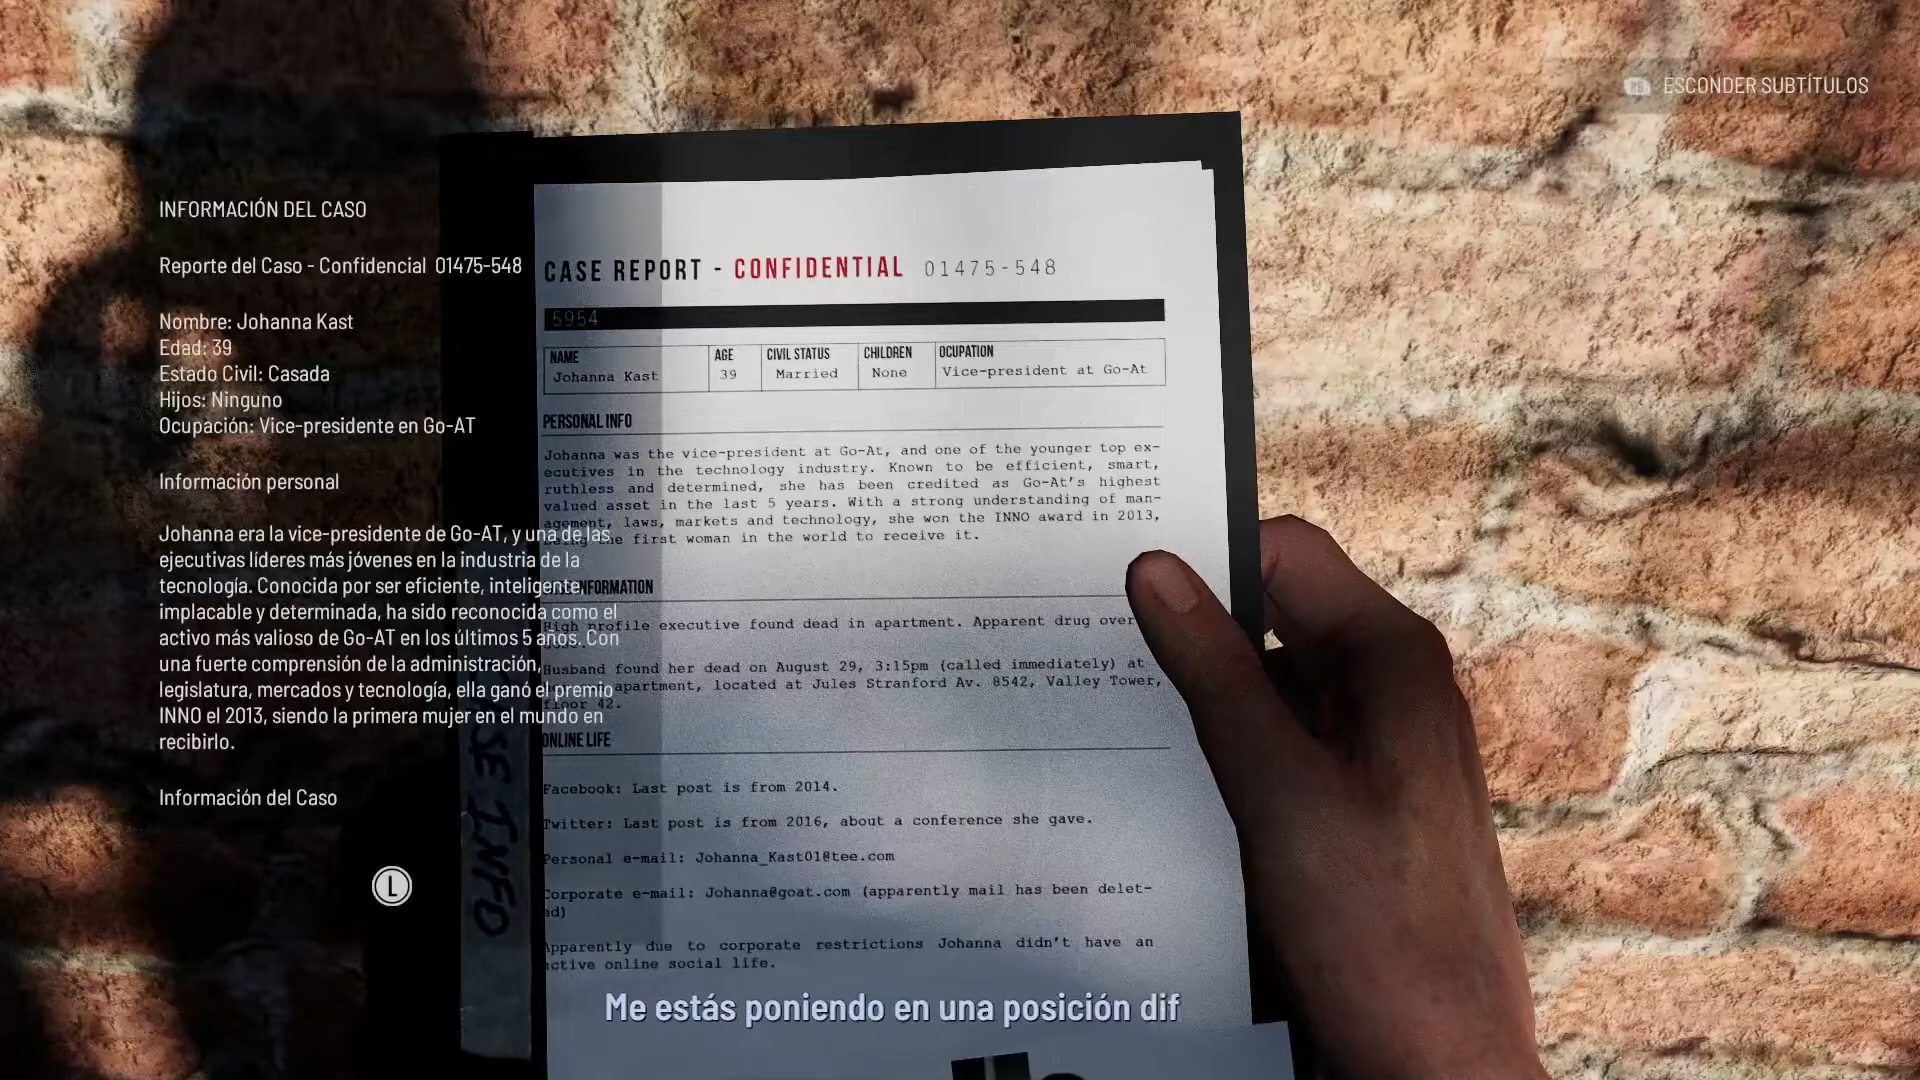 ESCONDER SUBTÍTULOS
INFORMACIÓN DEL CASO
Reporte del Caso - Confidencial 01475-548
Nombre: Johanna Kast
Edad: 39
Estado Civil: Casada
Hijos: Ninguno
Ocupación: Vice-presidente en Go-AT
Información personal
Johanna era la vice-presidente de Go-AT, y una de las
ejecutivas líderes más jóvenes en la industria de la
tecnología. Conocida por ser eficiente, inteligente,
implacable y determinada, ha sido reconocida como el
activo más valioso de Go-AT en los últimos 5 años. Con
una fuerte comprensión de la administración,
legislatura, mercados y tecnología, ella ganó el premio
INNO el 2013, siendo la primera mujer en el mundo en
recibirlo.
Información del Caso
L
CASE INFO
CASE REPORT - CONFIDENTIAL 01475-548
5954
NAME AGE CIVIL STATUS CHILDREN OCUPATION
Johanna Kast 39 Married None Vice-president at Go-At
PERSONAL INFO
Johanna was the vice-president at Go-At, and one of the younger top ex-
ecutives in the technology industry. Known to be efficient, smart,
ruthless and determined, she has been credited as Go-At's highest
valued asset in the last 5 years. With a strong understanding of man-
agement, laws, markets and technology, she won the INNO award in 2013,
being the first woman in the world to receive it.
INFORMATION
High profile executive found dead in apartment. Apparent drug over
Husband found her dead on August 29, 3:15pm (called immediately) at
apartment, located at Jules Stranford Av. 8542, Valley Tower,
floor 42.
ONLINE LIFE
Facebook: Last post is from 2014.
Twitter: Last post is from 2016, about a conference she gave.
Personal e-mail: Johanna_Kast01@tee.com
Corporate e-mail: Johanna@goat.com (apparently mail has been delet-
ed)
Apparently due to corporate restrictions Johanna didn't have an
active online social life.
Me estás poniendo en una posición dif